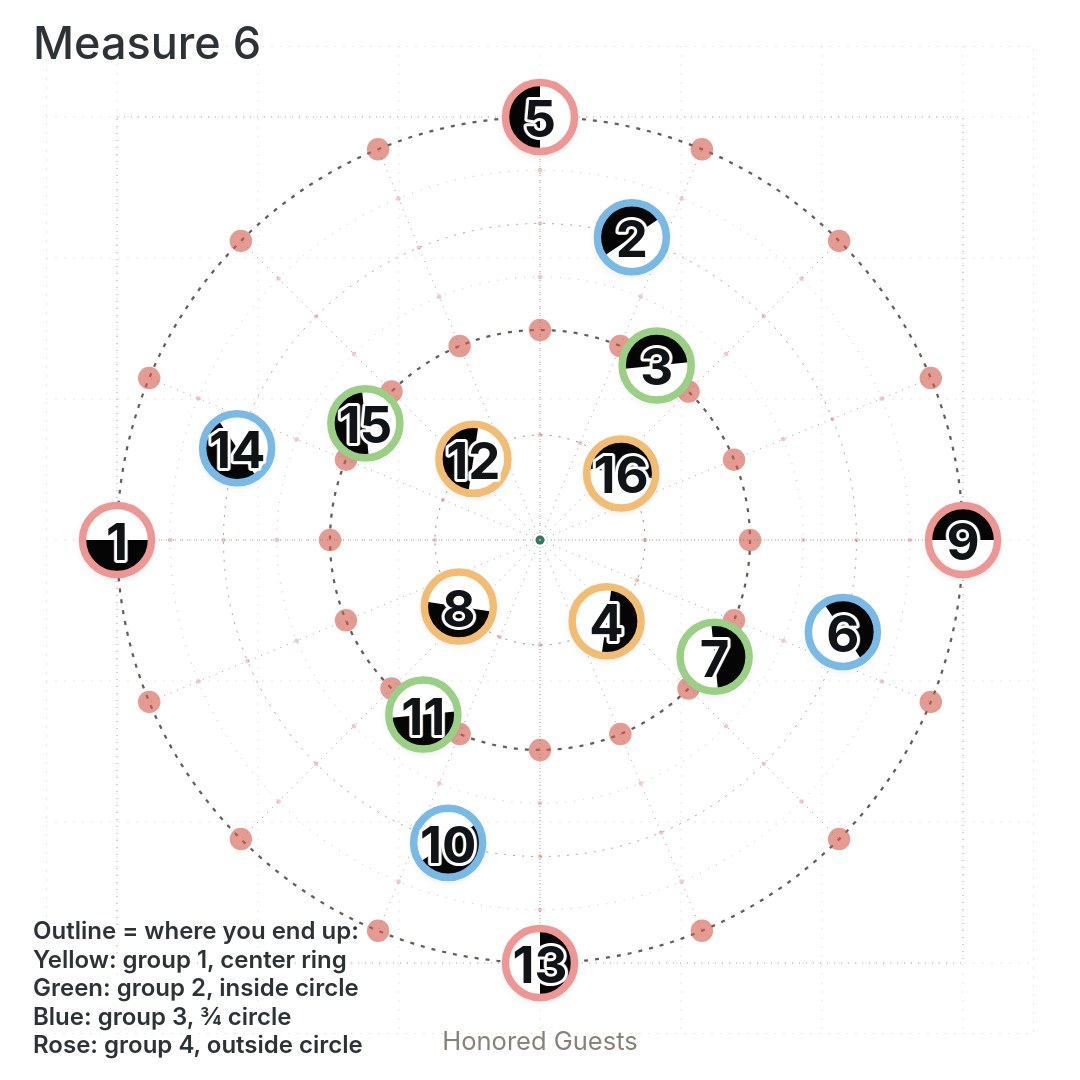 Measure 6
5
2
3
15
14
12
16
1
9
8
4
6
7
11
10
13
Outline = where you end up:
Yellow: group 1, center ring
Green: group 2, inside circle
Blue: group 3, ¾ circle
Rose: group 4, outside circle
Honored Guests